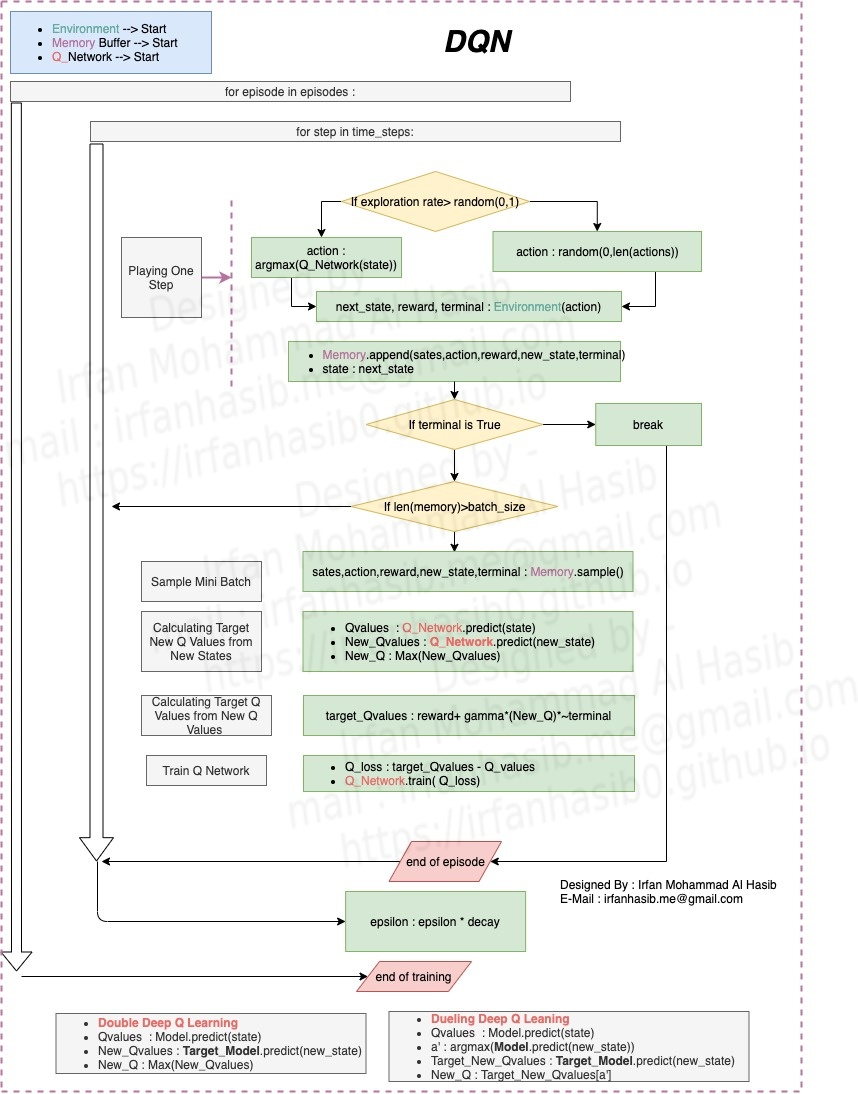 Environment --> Start
Memory Buffer --> Start
Q_Network --> Start
DQN
for episode in episodes :
for step in time_steps:
If exploration rate> random(0,1)
Playing One
Step
action :
argmax(Q_Network(state))
action : random(0,len(actions))
next_state, reward, terminal : Environment(action)
Memory.append(sates,action,reward,new_state,terminal)
state : next_state
If terminal is True
break
If len(memory)>batch_size
Sample Mini Batch
sates,action,reward,new_state,terminal : Memory.sample()
Calculating Target
New Q Values from
New States
Qvalues : Q_Network.predict(state)
New_Qvalues : Q_Network.predict(new_state)
New_Q : Max(New_Qvalues)
Calculating Target Q
Values from New Q
Values
target_Qvalues : reward+ gamma*(New_Q)*~terminal
Train Q Network
Q_loss : target_Qvalues - Q_values
Q_Network.train( Q_loss)
end of episode
Designed By : Irfan Mohammad Al Hasib
E-Mail : irfanhasib.me@gmail.com
epsilon : epsilon * decay
end of training
Double Deep Q Learning
Qvalues : Model.predict(state)
New_Qvalues : Target_Model.predict(new_state)
New_Q : Max(New_Qvalues)
Dueling Deep Q Leaning
Qvalues : Model.predict(state)
a' : argmax(Model.predict(new_state))
Target_New_Qvalues : Target_Model.predict(new_state)
New_Q : Target_New_Qvalues[a']
Designed by -
Irfan Mohammad Al Hasib
mail : irfanhasib.me@gmail.com
https://irfanhasib0.github.io
Designed by -
Irfan Mohammad Al Hasib
mail : irfanhasib.me@gmail.com
https://irfanhasib0.github.io
Designed by -
Irfan Mohammad Al Hasib
mail : irfanhasib.me@gmail.com
https://irfanhasib0.github.io